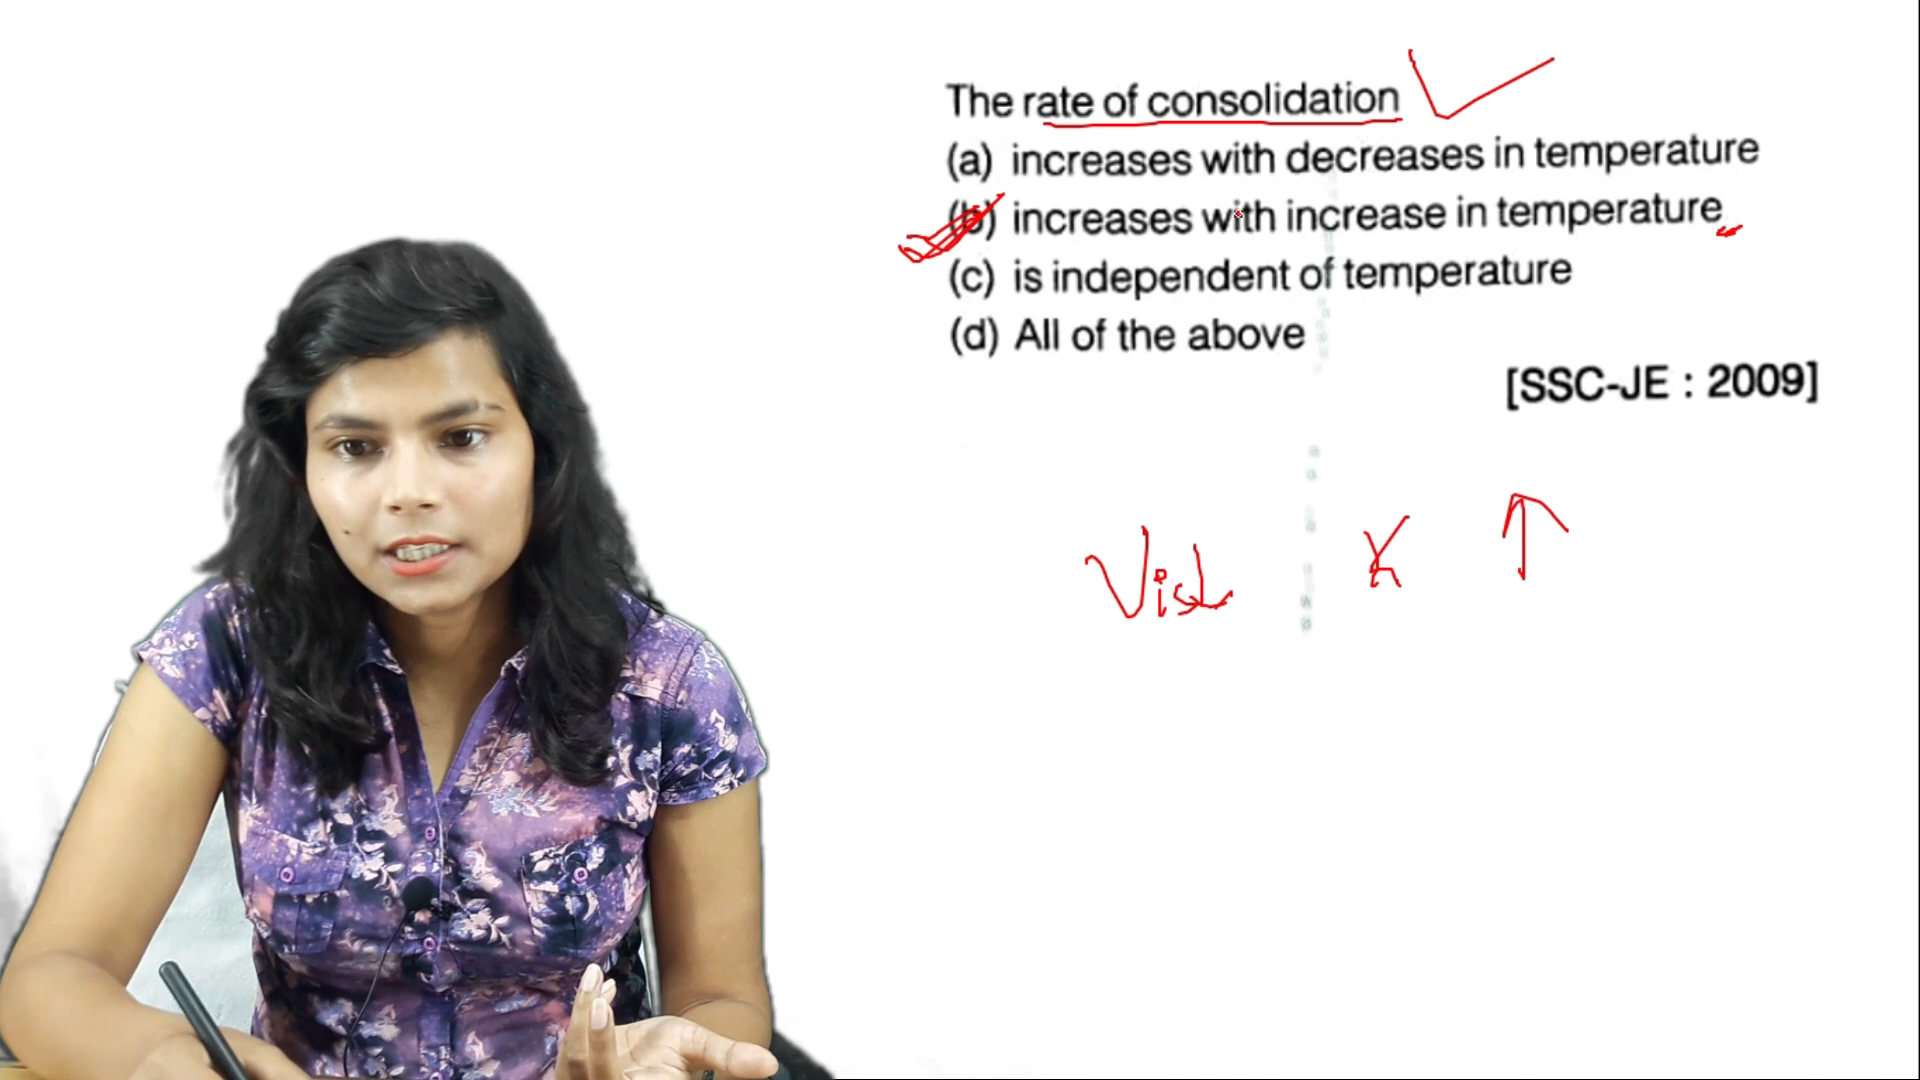 The rate of consolidation
(a) increases with decreases in temperature
(b) increases with increase in temperature
(c) is independent of temperature
(d) All of the above
[SSC-JE : 2009]
K